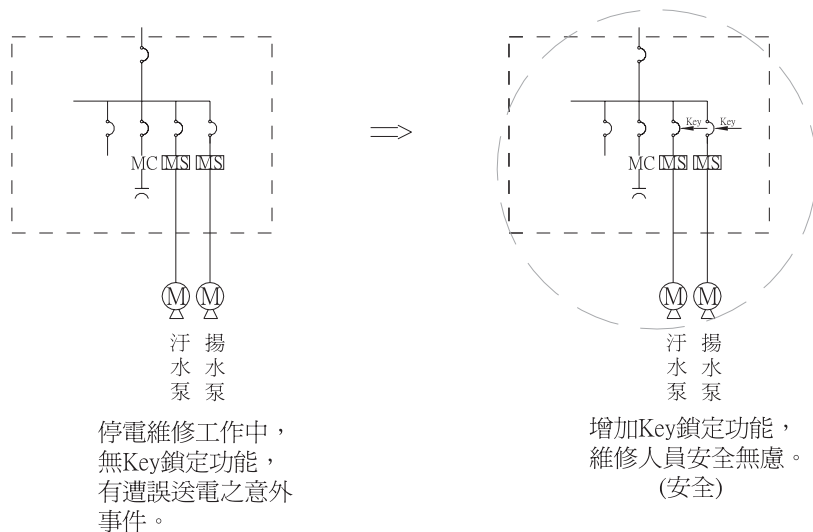 MC MS MS
M M
汙水泵
揚水泵
停電維修工作中，
無Key鎖定功能，
有遭誤送電之意外
事件。
Key Key
MC MS MS
M M
汙水泵
揚水泵
增加Key鎖定功能，
維修人員安全無慮。
(安全)